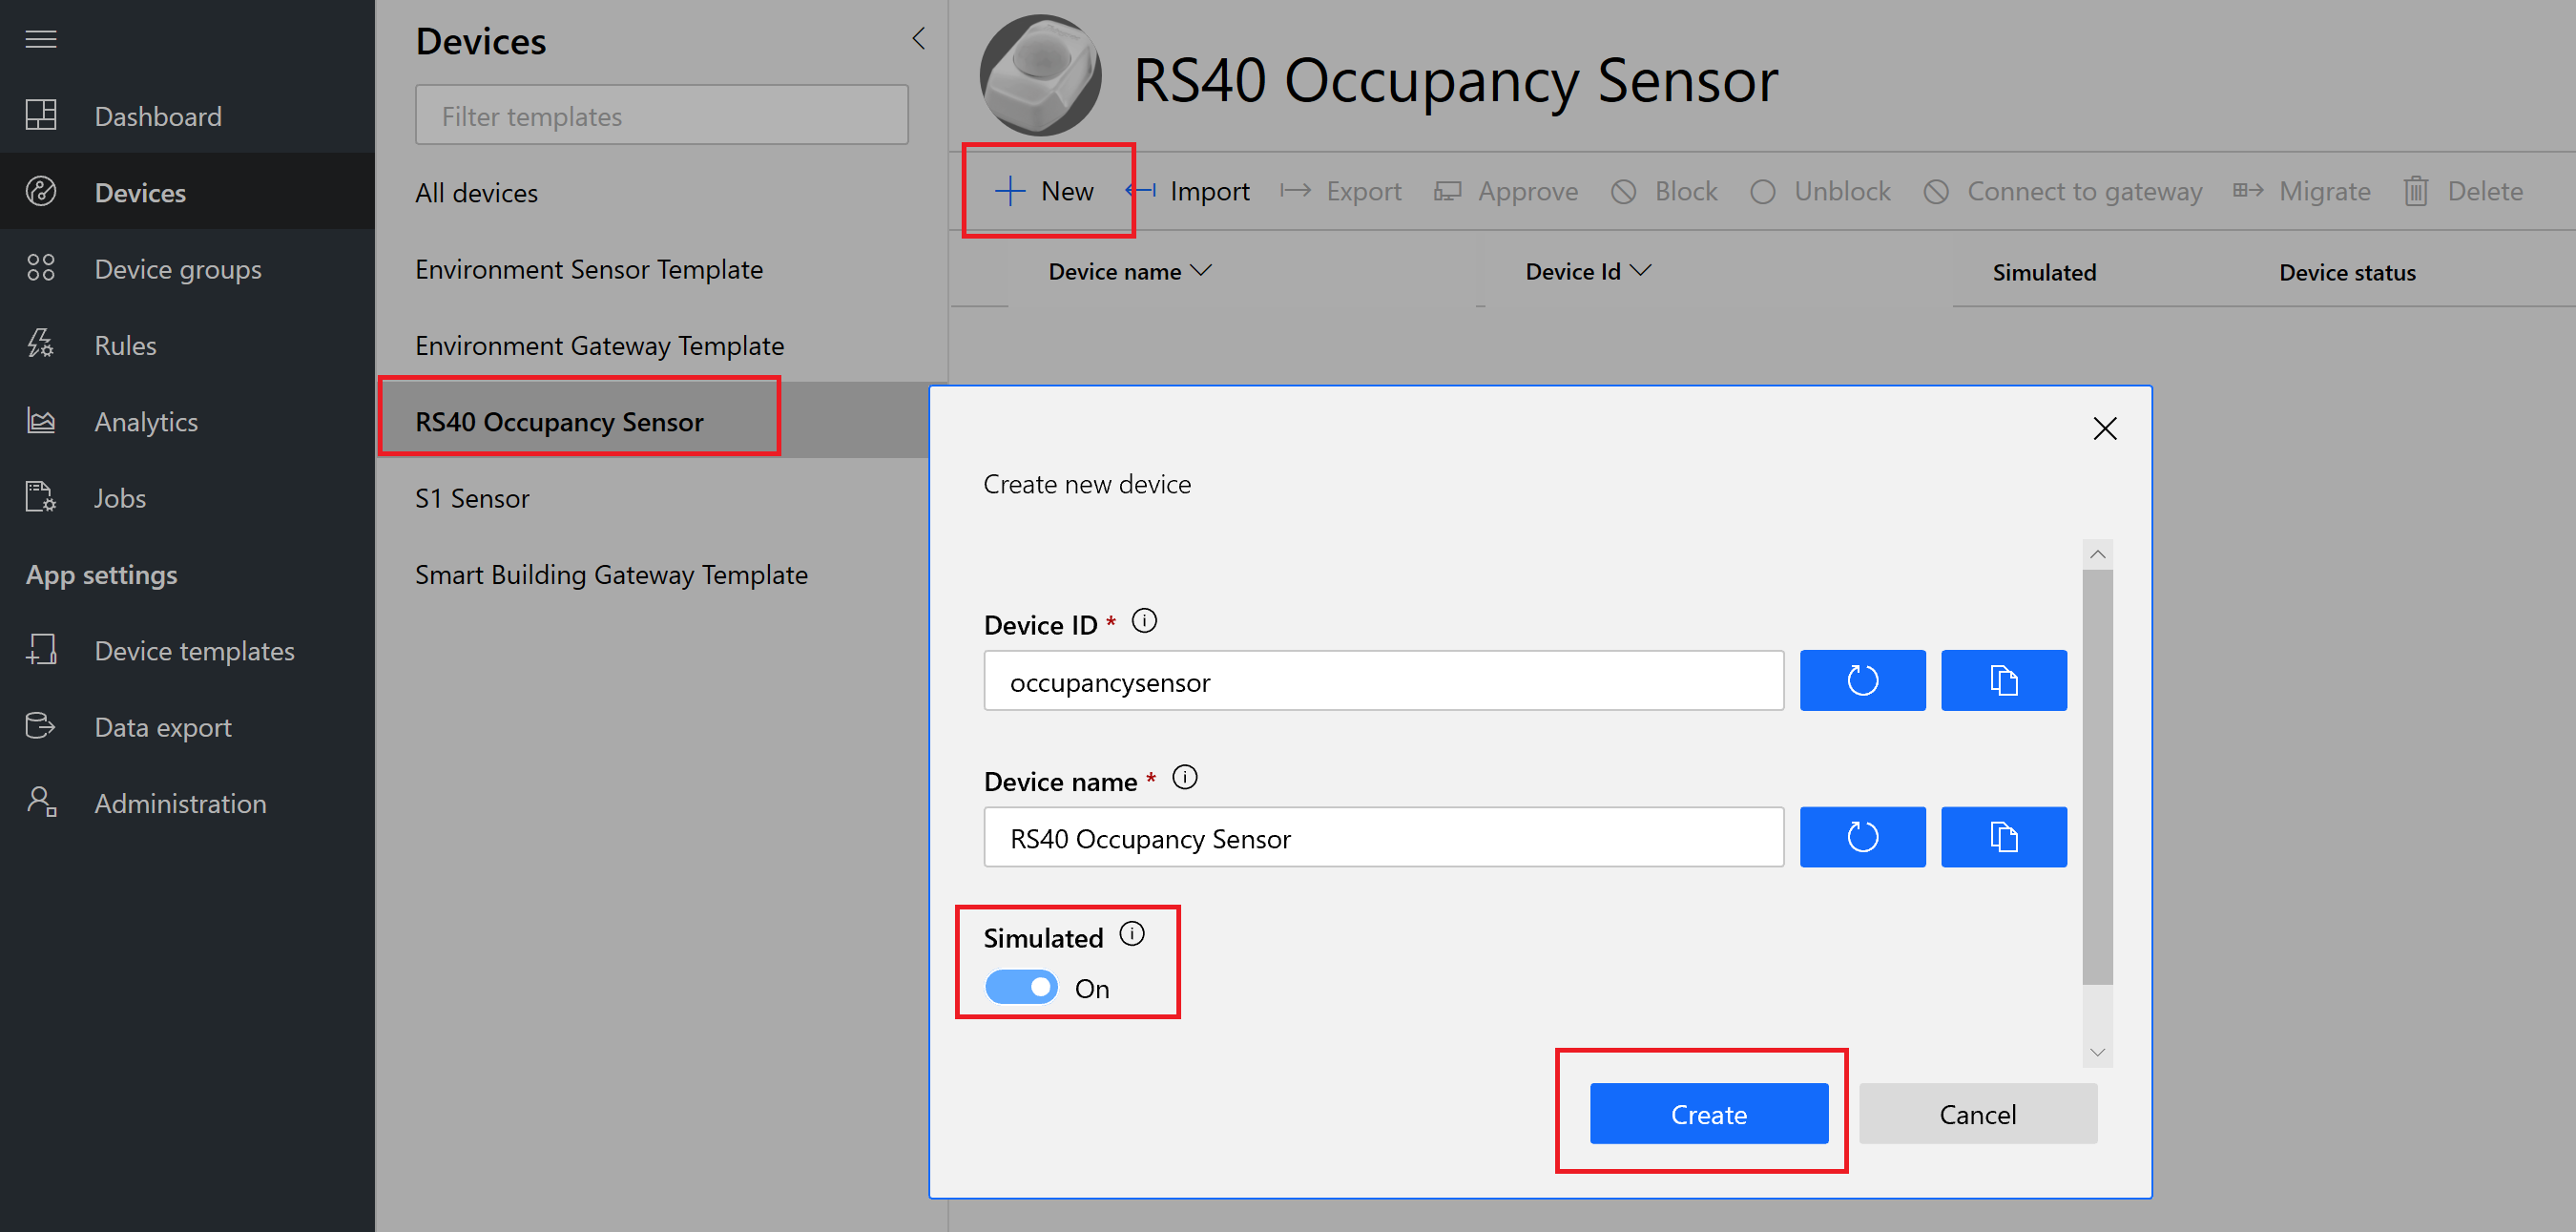 Dashboard
Devices
Device groups
Rules
Analytics
Jobs
App settings
Device templates
Data export
Administration
Devices
Filter templates
All devices
Environment Sensor Template
Environment Gateway Template
RS40 Occupancy Sensor
S1 Sensor
Smart Building Gateway Template
RS40 Occupancy Sensor
New Import Export Approve Block Unblock Connect to gateway Migrate Delete
Device name Device Id Simulated Device status
Create new device
Device ID *
occupancysensor
Device name *
RS40 Occupancy Sensor
Simulated
On
Create Cancel